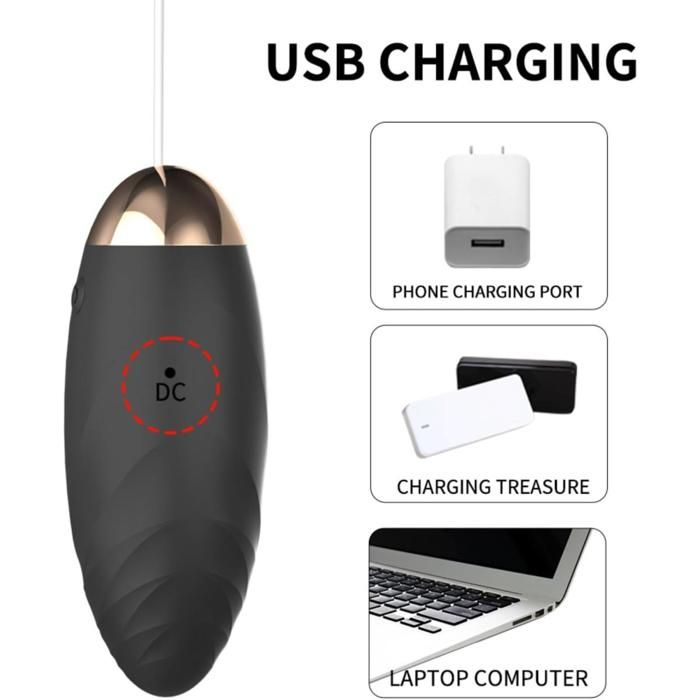 USB CHARGING
PHONE CHARGING PORT
DC
CHARGING TREASURE
LAPTOP COMPUTER